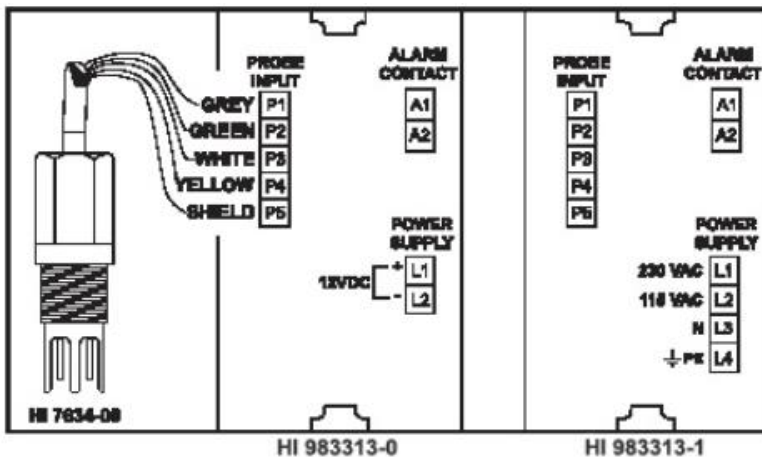 PROBE
INPUT
GREY P1
GREEN P2
WHITE P3
YELLOW P4
SHIELD P5
ALARM
CONTACT
A1
A2
POWER
SUPPLY
12VDC
+ L1
- L2
HI 7634-00
HI 983313-0
PROBE
INPUT
P1
P2
P3
P4
P5
ALARM
CONTACT
A1
A2
POWER
SUPPLY
230 VAC L1
115 VAC L2
N L3
PE L4
HI 983313-1